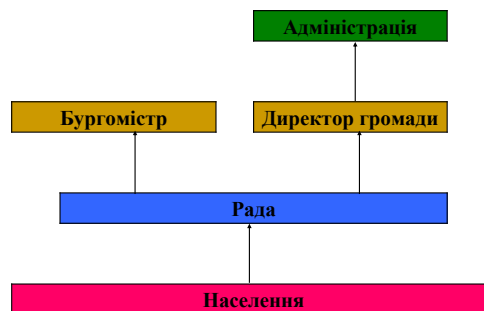 Адміністрація
Бургомістр
Директор громади
Рада
Населення